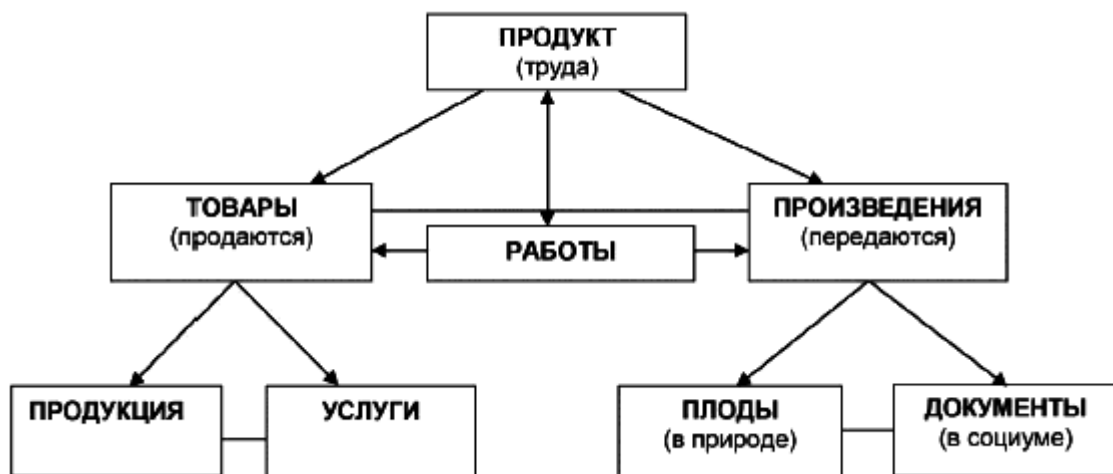 ПРОДУКТ
(труда)
ТОВАРЫ
(продаются)
РАБОТЫ
ПРОИЗВЕДЕНИЯ
(передаются)
ПРОДУКЦИЯ
УСЛУГИ
ПЛОДЫ
(в природе)
ДОКУМЕНТЫ
(в социуме)